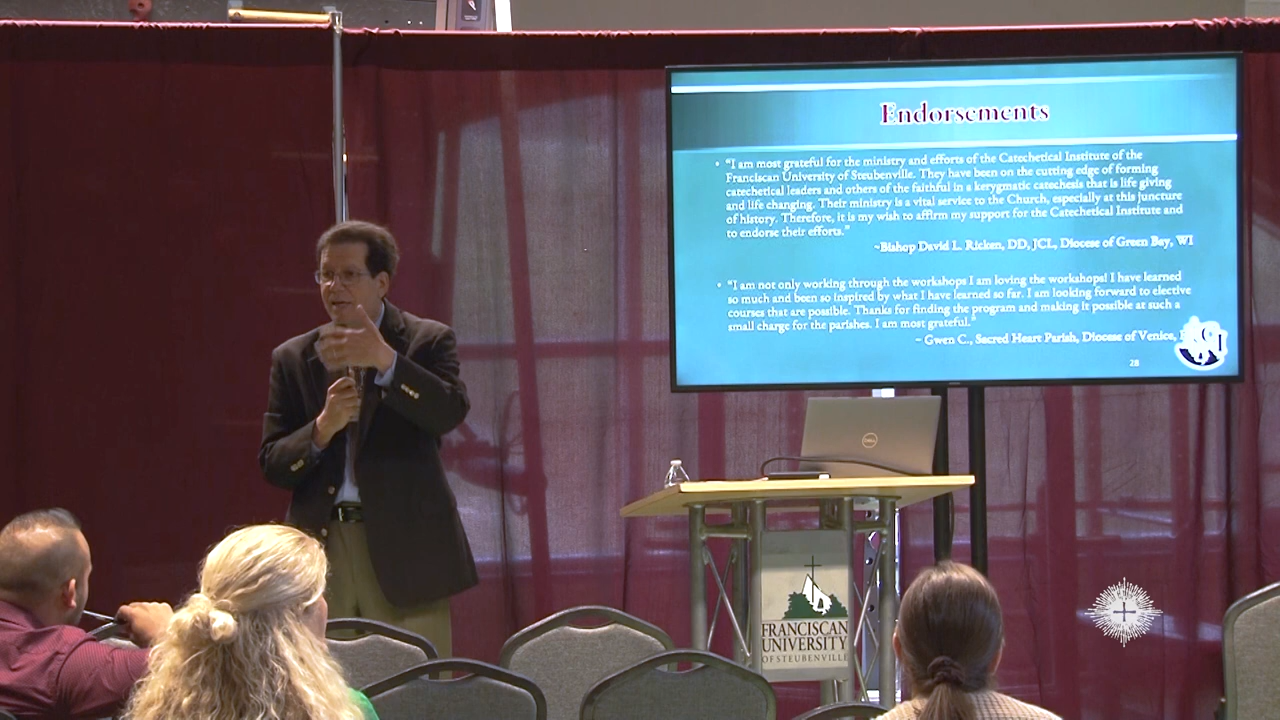 Endorsements
• "I am most grateful for the ministry and efforts of the Catechetical Institute of the
Franciscan University of Steubenville. They have been on the cutting edge of forming
catechetical leaders and others of the faithful in a kerygmatic catechesis that is life giving
and life changing. Their ministry is a vital service to the Church, especially at this juncture
of history. Therefore, it is my wish to affirm my support for the Catechetical Institute and
to endorse their efforts."
~Bishop David L. Ricken, DD, JCL, Diocese of Green Bay, WI
• "I am not only working through the workshops I am loving the workshops! I have learned
so much and been so inspired by what I have learned so far. I am looking forward to elective
courses that are possible. Thanks for finding the program and making it possible at such a
small charge for the parishes. I am most grateful."
~ Gwen C., Sacred Heart Parish, Diocese of Venice,
28
DELL
FRANCISCAN
UNIVERSITY
OF STEUBENVILLE